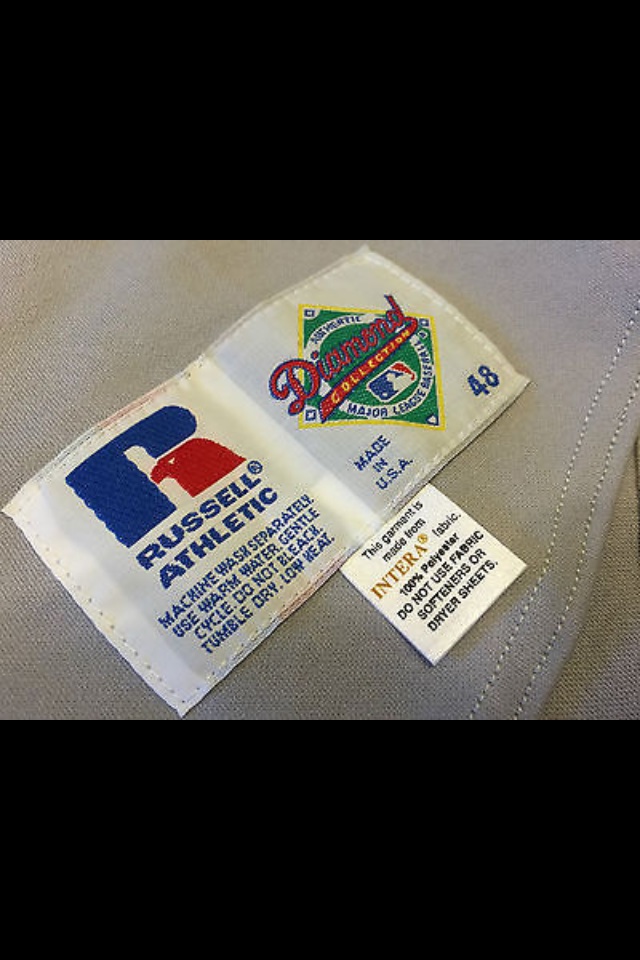 RUSSELL®
ATHLETIC
MACHINE WASH SEPARATELY.
USE WARM WATER, GENTLE
CYCLE. DO NOT BLEACH.
TUMBLE DRY, LOW HEAT.
AUTHENTIC
Diamond
COLLECTION
MAJOR LEAGUE BASEBALL
48
MADE
IN
U.S.A.
This garment is
made from
INTERA® fabric.
100% Polyester
DO NOT USE FABRIC
SOFTENERS OR
DRYER SHEETS.